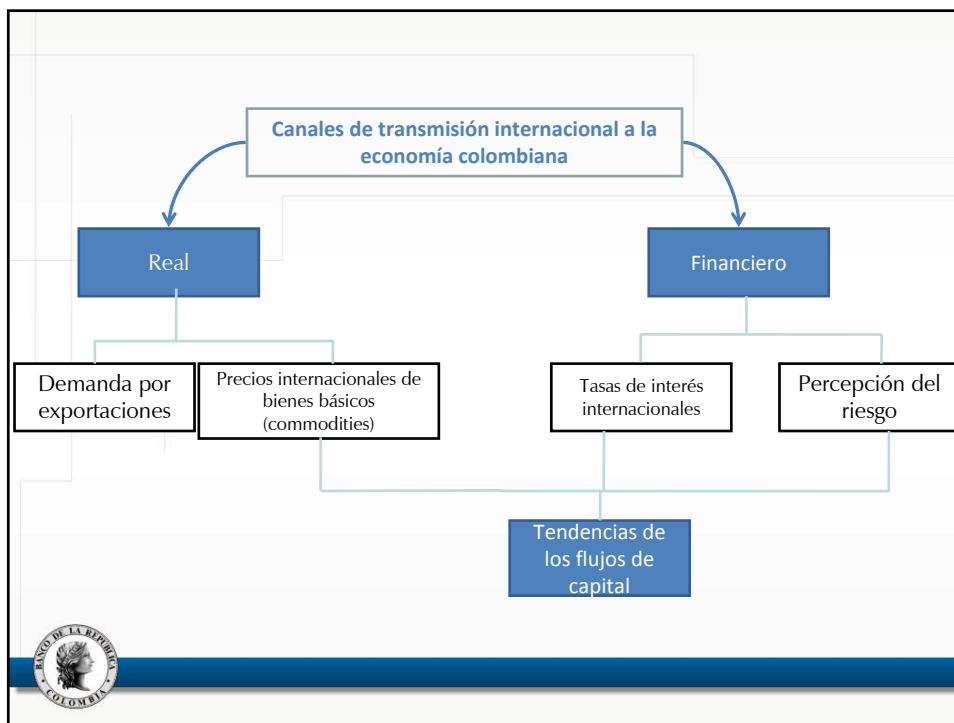 Canales de transmisión internacional a la
economía colombiana
Real
Financiero
Demanda por
exportaciones
Precios internacionales de
bienes básicos
(commodities)
Tasas de interés
internacionales
Percepción del
riesgo
Tendencias de
los flujos de
capital
BANCO DE LA REPÚBLICA
COLOMBIA